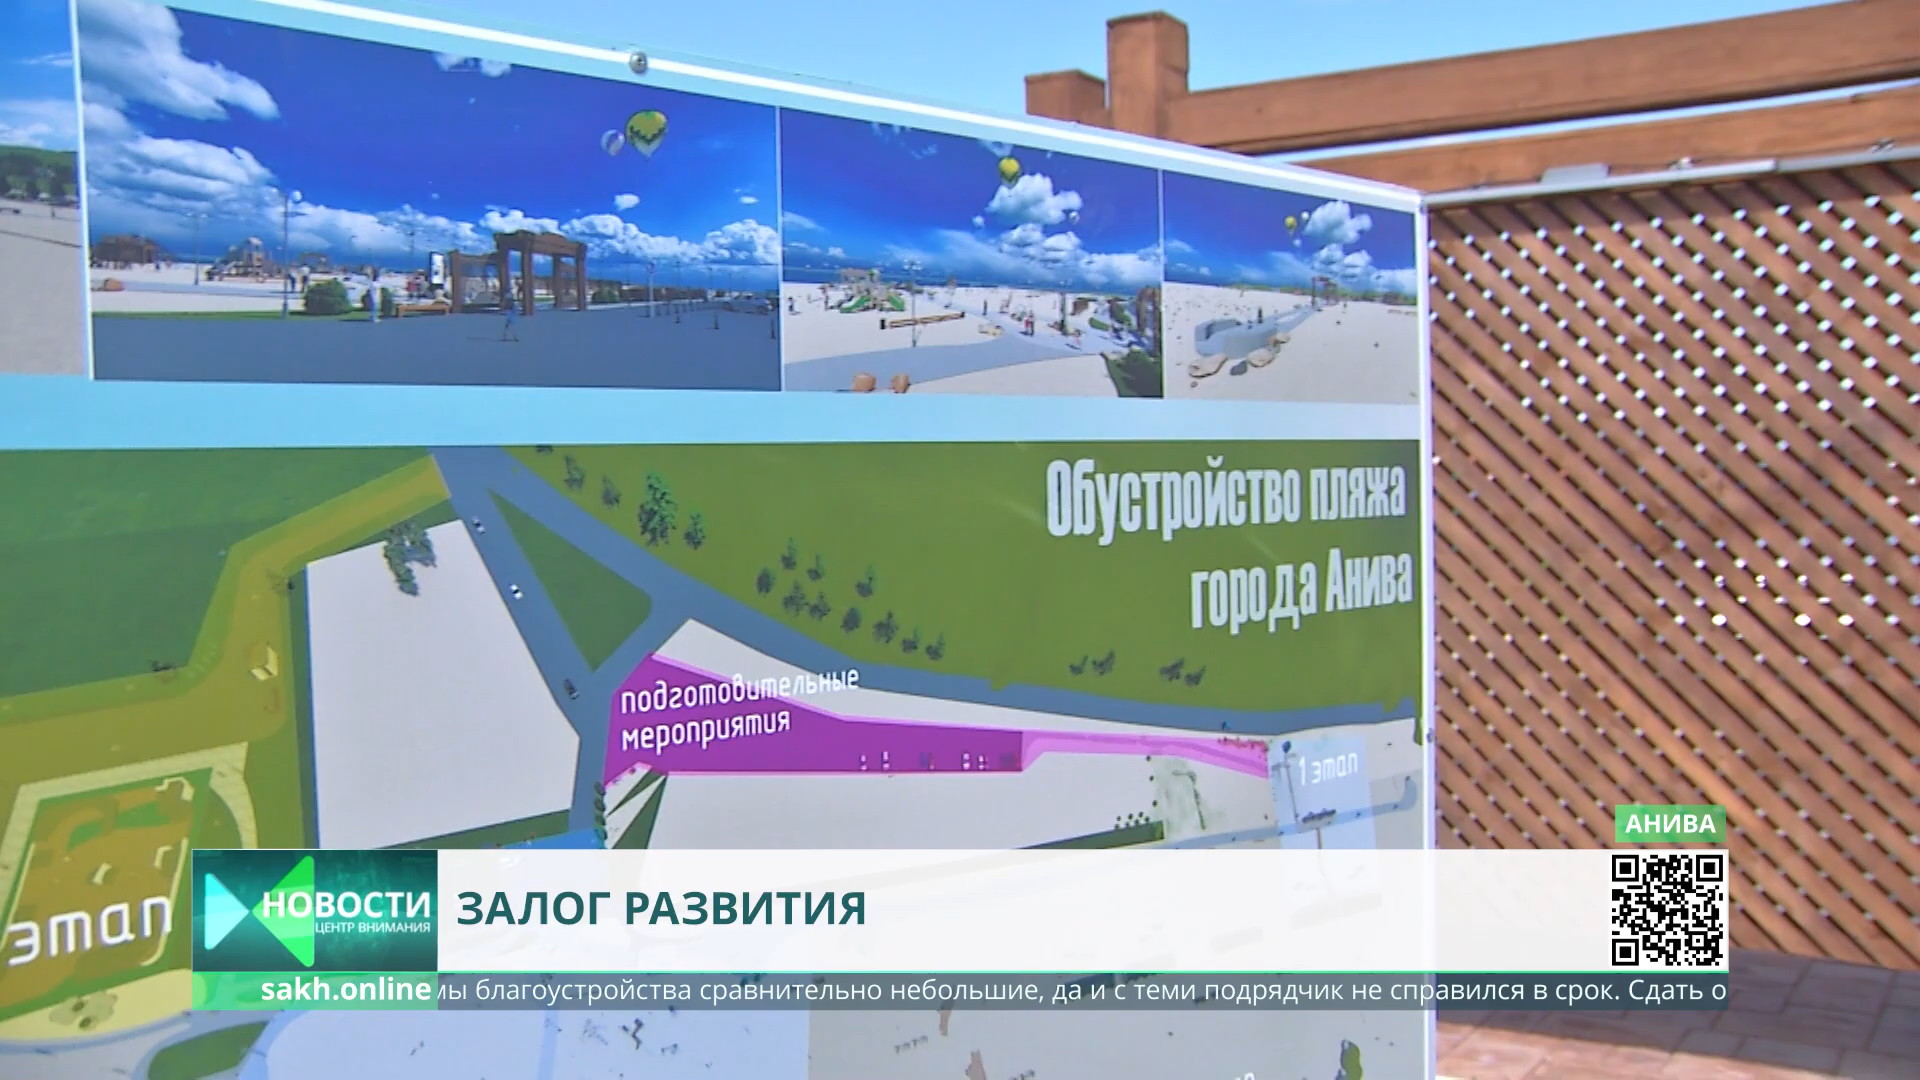 Обустройство пляжа
города Анива
подготовительные
мероприятия
1 этап
этап
АНИВА
НОВОСТИ
ЦЕНТР ВНИМАНИЯ
ЗАЛОГ РАЗВИТИЯ
sakh.online
мы благоустройства сравнительно небольшие, да и с теми подрядчик не справился в срок. Сдать о